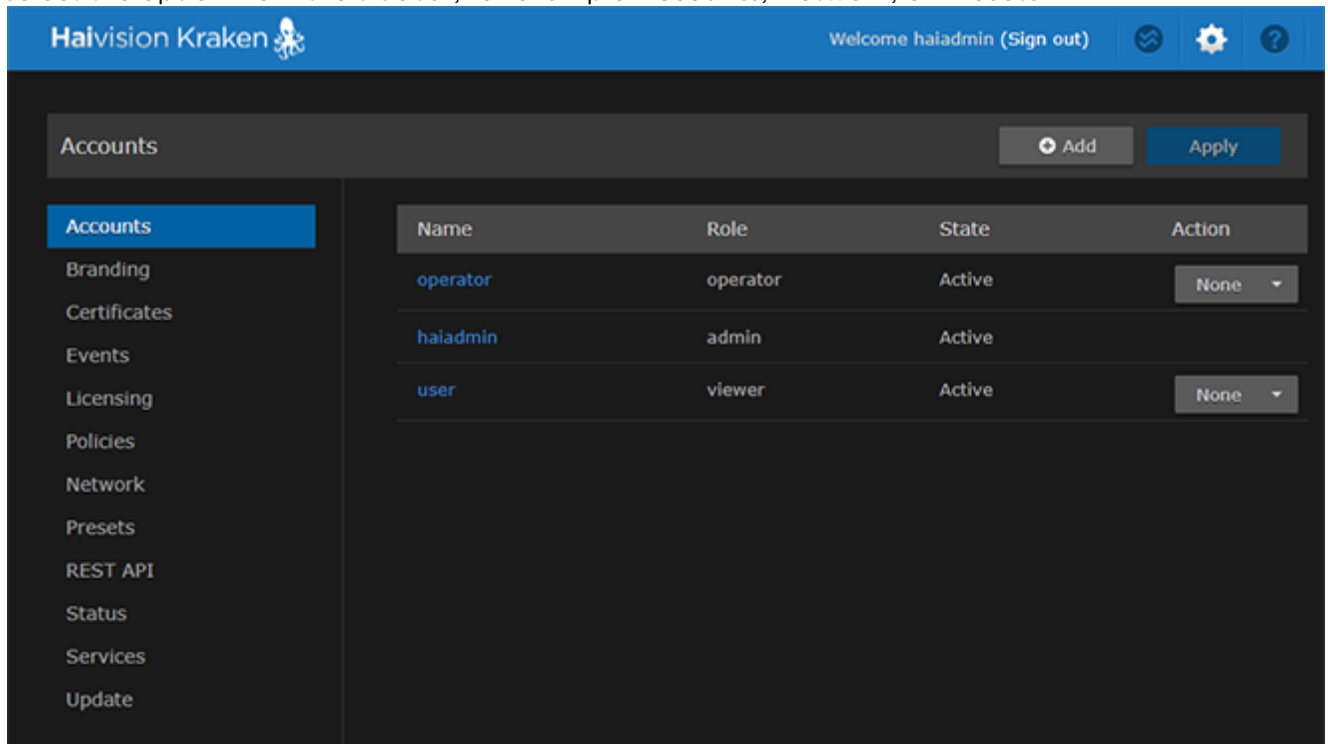 Haivision Kraken
Welcome haiadmin (Sign out)
Accounts
Add
Apply
Accounts
Branding
Certificates
Events
Licensing
Policies
Network
Presets
REST API
Status
Services
Update
Name Role State Action
operator operator Active None
haiadmin admin Active
user viewer Active None